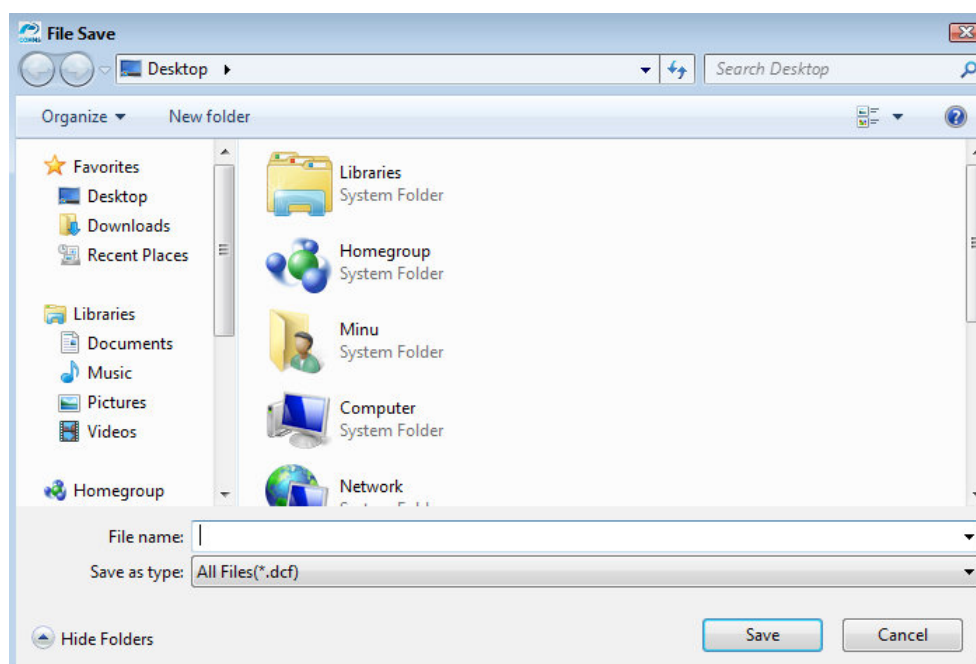 File Save
Desktop
Search Desktop
Organize
New folder
Favorites
Desktop
Downloads
Recent Places
Libraries
Documents
Music
Pictures
Videos
Homegroup
Libraries
System Folder
Homegroup
System Folder
Minu
System Folder
Computer
System Folder
Network
File name:
Save as type: All Files(*.dcf)
Hide Folders
Save
Cancel